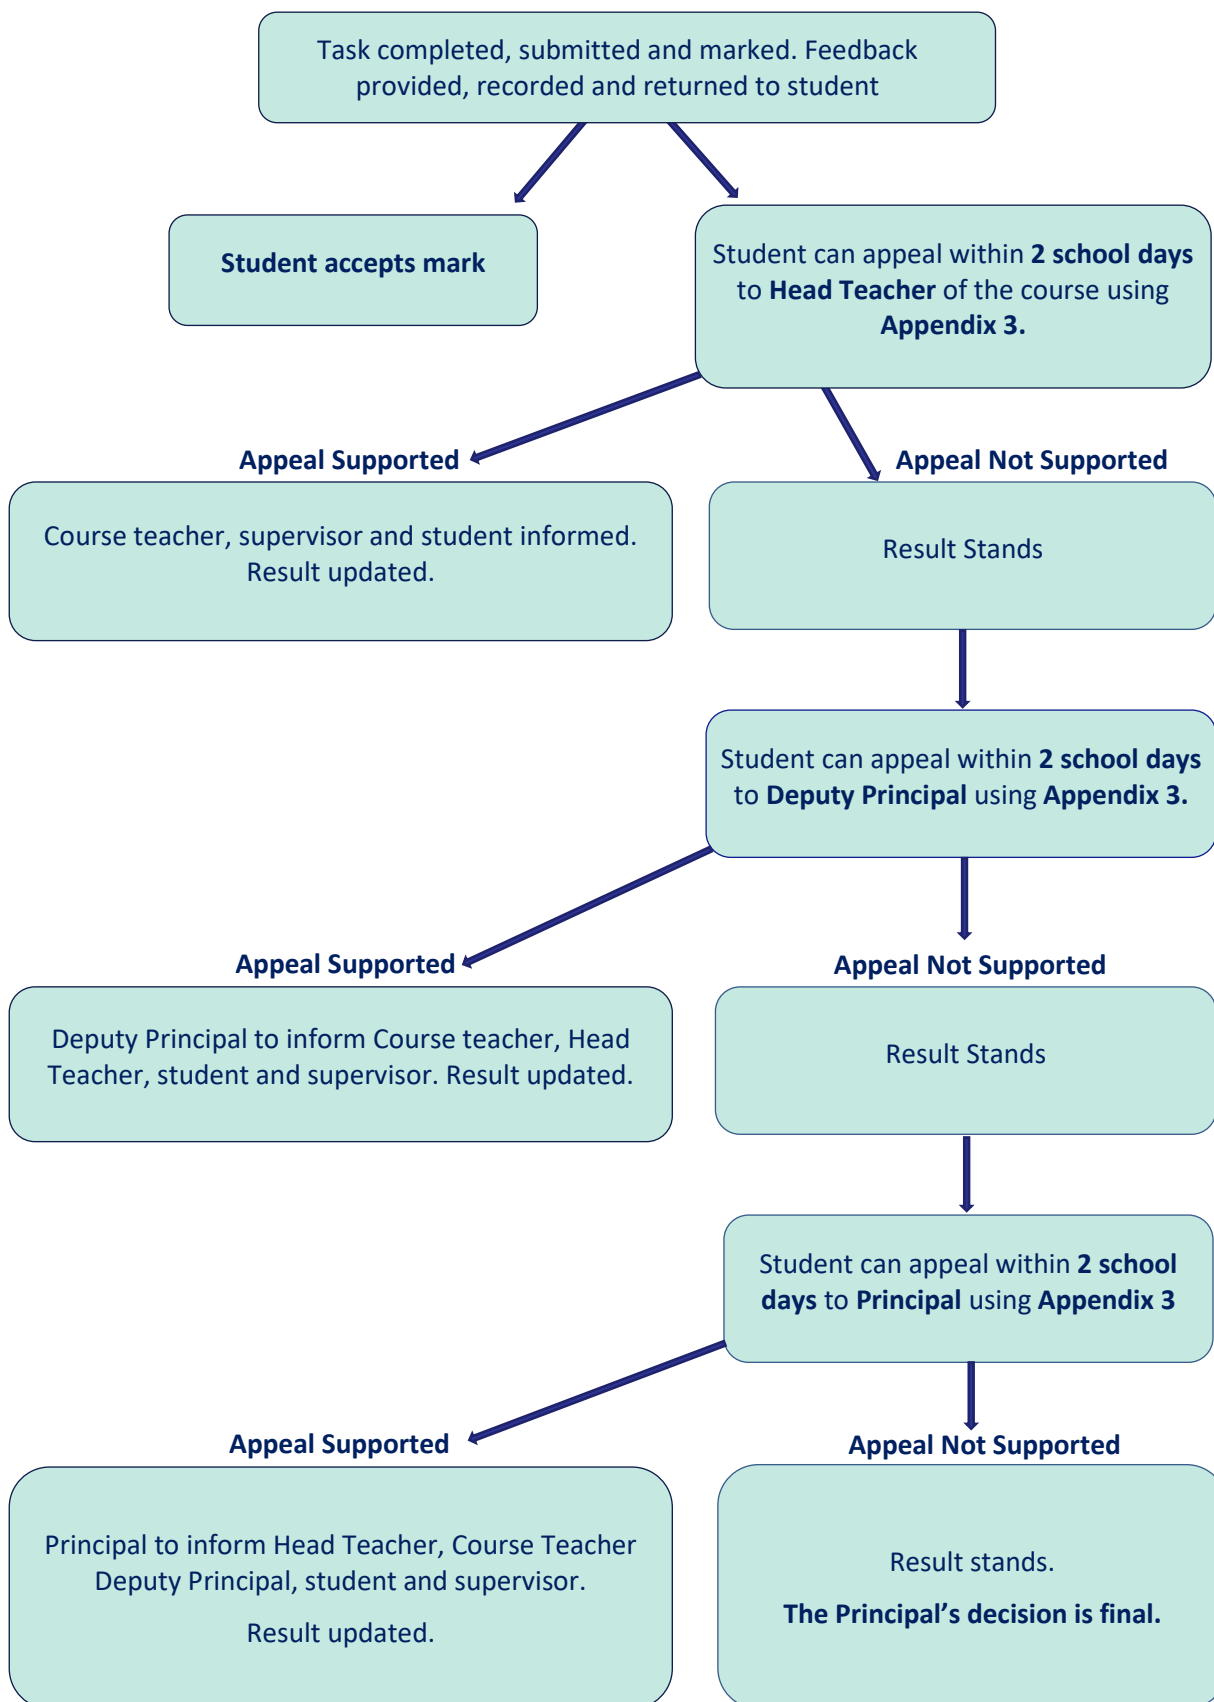 Task completed, submitted and marked. Feedback
provided, recorded and returned to student
Student accepts mark
Student can appeal within 2 school days
to Head Teacher of the course using
Appendix 3.
Appeal Supported
Appeal Not Supported
Course teacher, supervisor and student informed.
Result updated.
Result Stands
Student can appeal within 2 school days
to Deputy Principal using Appendix 3.
Appeal Supported
Appeal Not Supported
Deputy Principal to inform Course teacher, Head
Teacher, student and supervisor. Result updated.
Result Stands
Student can appeal within 2 school
days to Principal using Appendix 3
Appeal Supported
Appeal Not Supported
Principal to inform Head Teacher, Course Teacher
Deputy Principal, student and supervisor.
Result updated.
Result stands.
The Principal’s decision is final.